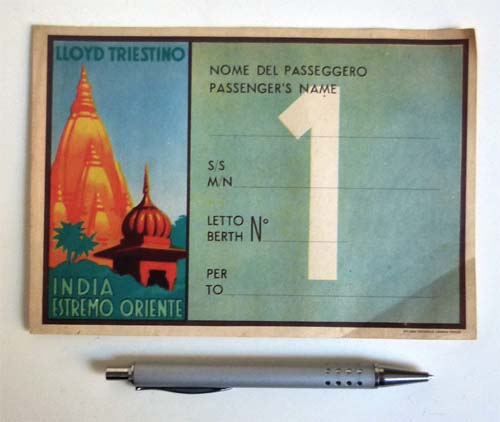 LLOYD TRIESTINO
INDIA
ESTREMO ORIENTE
NOME DEL PASSEGGERO
PASSENGER'S NAME
1
S/S
M/N
LETTO
BERTH N°
PER
TO